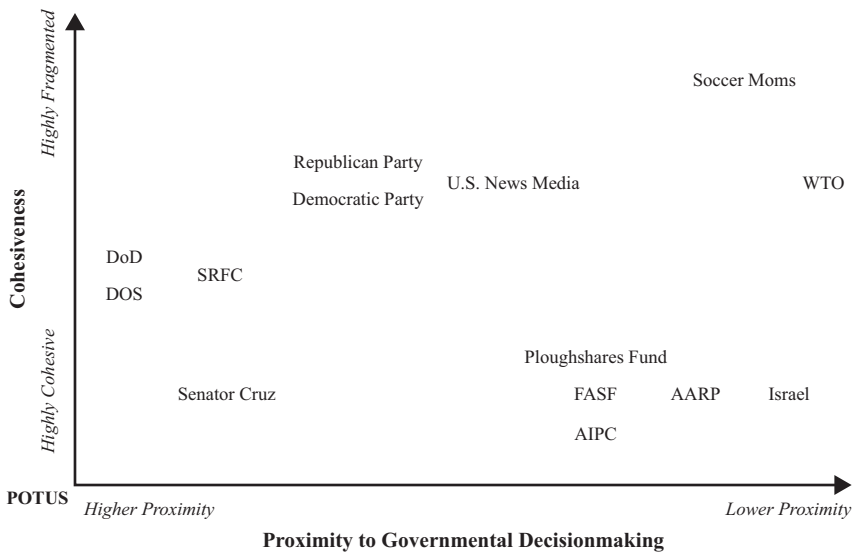 Highly Fragmented
Soccer Moms
Republican Party
U.S. News Media
WTO
Democratic Party
Cohesiveness
DoD
SRFC
DOS
Highly Cohesive
Ploughshares Fund
Senator Cruz
FASF
AARP
Israel
AIPC
POTUS
Higher Proximity
Lower Proximity
Proximity to Governmental Decisionmaking